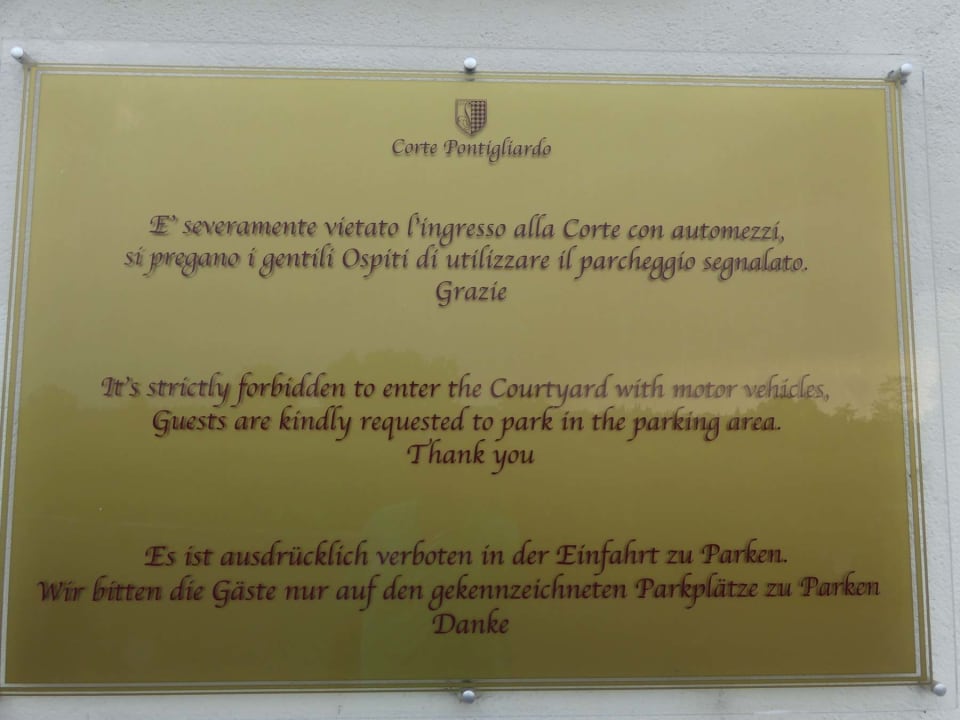 Corte Pontigliardo
E' severamente vietato l'ingresso alla Corte con automezzi,
si pregano i gentili Ospiti di utilizzare il parcheggio segnalato.
Grazie
It's strictly forbidden to enter the Courtyard with motor vehicles,
Guests are kindly requested to park in the parking area.
Thank you
Es ist ausdrücklich verboten in der Einfahrt zu Parken.
Wir bitten die Gäste nur auf den gekennzeichneten Parkplätze zu Parken
Danke